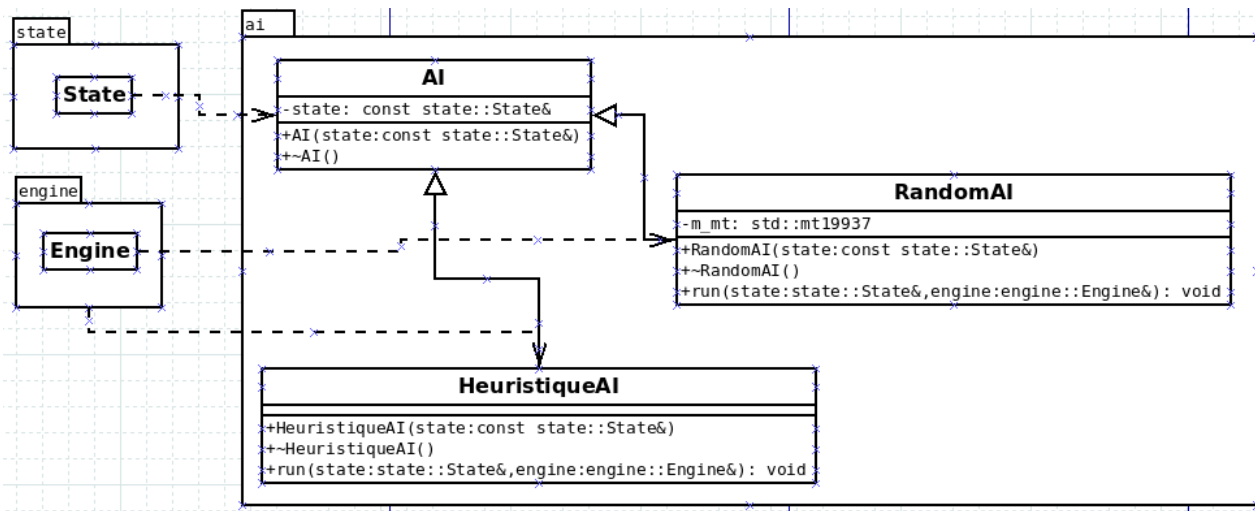 state
State
engine
Engine
ai
AI
-state: const state::State&
+AI(state:const state::State&)
+~AI()
RandomAI
-m_mt: std::mt19937
+RandomAI(state:const state::State&)
+~RandomAI()
+run(state:state::State&,engine:engine::Engine&): void
HeuristiqueAI
+HeuristiqueAI(state:const state::State&)
+~HeuristiqueAI()
+run(state:state::State&,engine:engine::Engine&): void